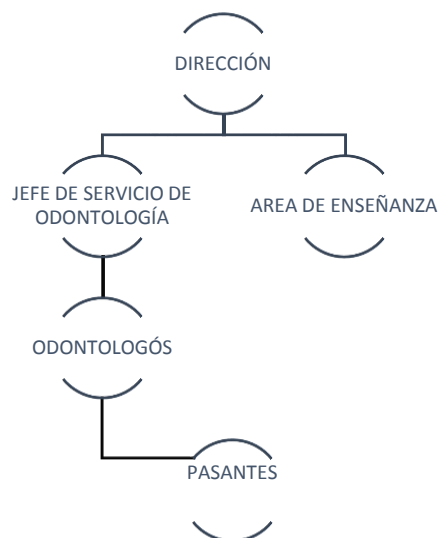 DIRECCIÓN
JEFE DE SERVICIO DE
ODONTOLOGÍA
AREA DE ENSEÑANZA
ODONTOLOGÓS
PASANTES